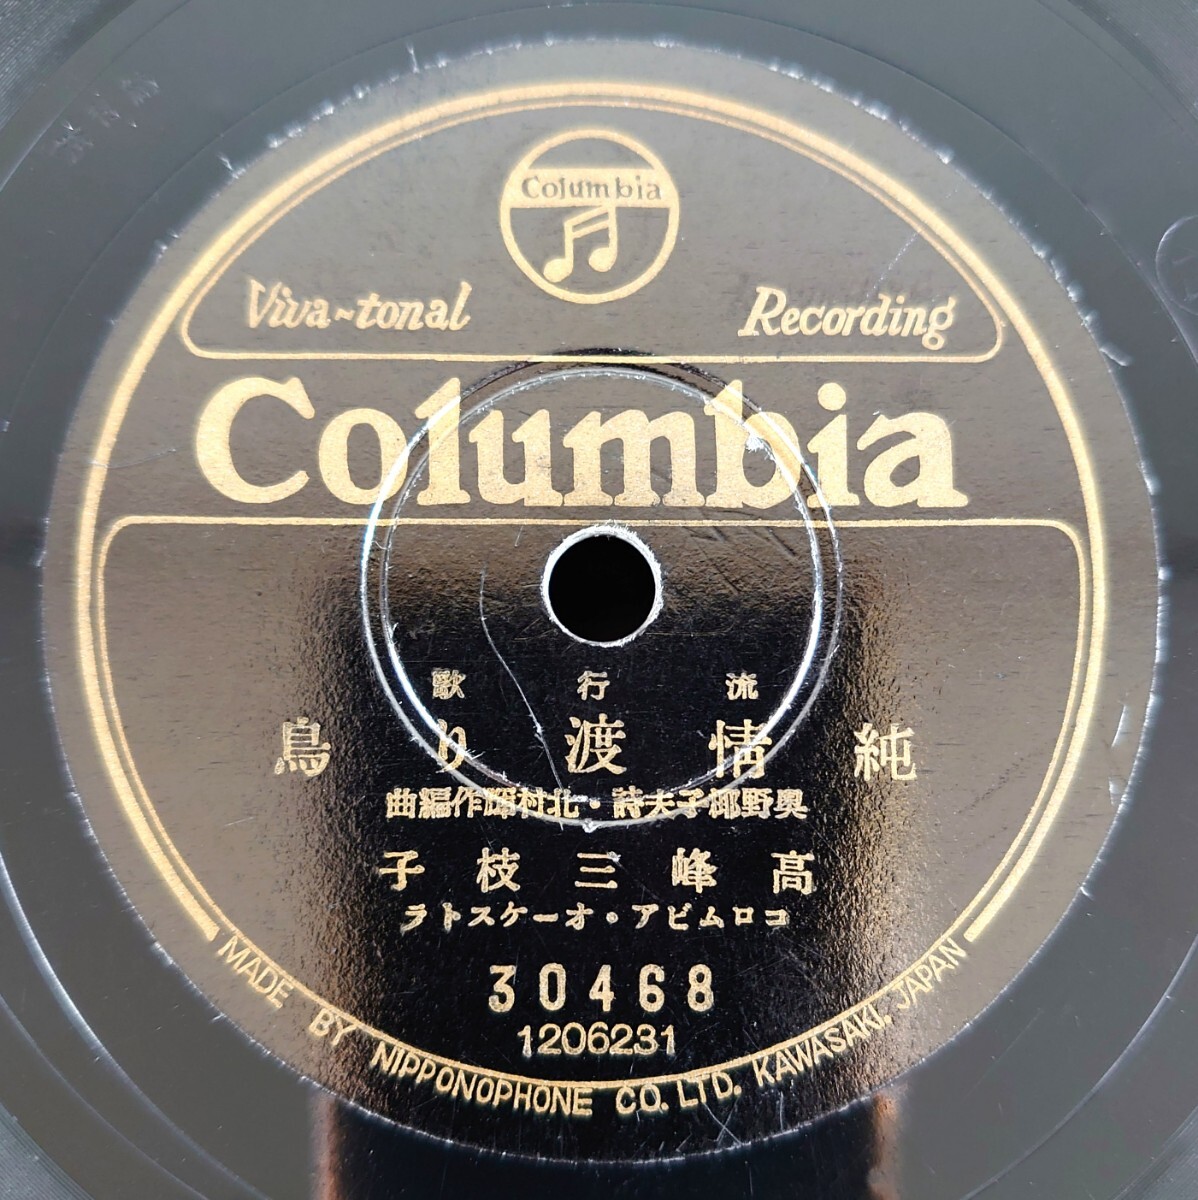 Columbia
Viva~tonal Recording
Columbia
流行歌
純情渡り鳥
奥野椰子夫詩・北村輝作編曲
高峰三枝子
コロムビア・オーケストラ
30468
1206231
MADE BY NIPPONOPHONE CO. LTD. KAWASAKI. JAPAN